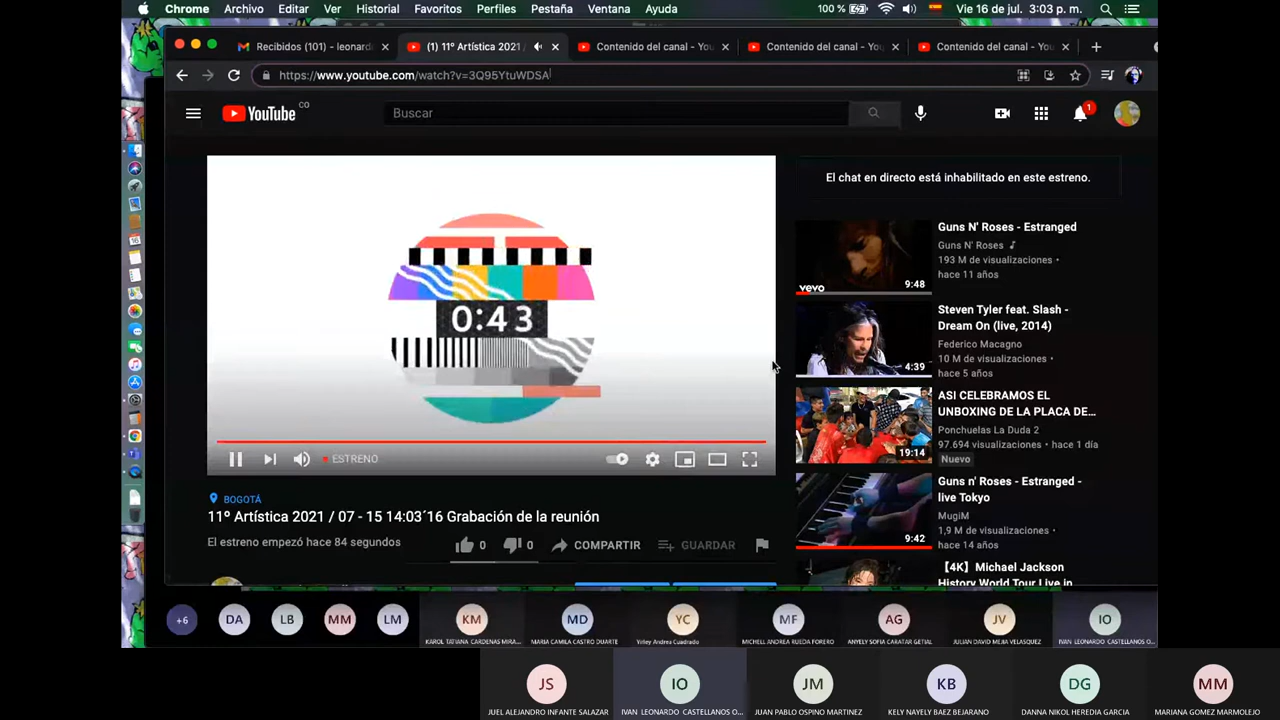 Chrome Archivo Editar Ver Historial Favoritos Perfiles Pestaña Ventana Ayuda 100 % Vie 16 de jul. 3:03 p. m.
Recibidos (101) - leonard
(1) 11º Artística 2021
Contenido del canal - You
Contenido del canal - You
Contenido del canal - You
https://www.youtube.com/watch?v=3Q95YtuWDSA
YouTube CO
Buscar
1
0:43
ESTRENO
BOGOTÁ
11º Artística 2021 / 07 - 15 14:03´16 Grabación de la reunión
El estreno empezó hace 84 segundos
0
0
COMPARTIR
GUARDAR
El chat en directo está inhabilitado en este estreno.
vevo
9:48
Guns N' Roses - Estranged
Guns N' Roses
193 M de visualizaciones •
hace 11 años
4:39
Steven Tyler feat. Slash -
Dream On (live, 2014)
Federico Macagno
10 M de visualizaciones •
hace 5 años
19:14
ASI CELEBRAMOS EL
UNBOXING DE LA PLACA DE...
Ponchuelas La Duda 2
97.694 visualizaciones • hace 1 día
Nuevo
9:42
Guns n' Roses - Estranged -
live Tokyo
MugiM
1,9 M de visualizaciones •
hace 14 años
【4K】Michael Jackson
History World Tour Live in
+6
DA
LB
MM
LM
KM
KAROL TATIANA CARDENAS MIRA...
MD
MARIA CAMILA CASTRO DUARTE
YC
Yirley Andrea Cuadrado
MF
MICHELL ANDREA RUEDA FORERO
AG
ANYELY SOFIA CARATAR GETIAL
JV
JULIAN DAVID MEJIA VELASQUEZ
IO
IVAN LEONARDO CASTELLANOS O...
JS
JUEL ALEJANDRO INFANTE SALAZAR
IO
IVAN LEONARDO CASTELLANOS O...
JM
JUAN PABLO OSPINO MARTINEZ
KB
KELY NAYELY BAEZ BEJARANO
DG
DANNA NIKOL HEREDIA GARCIA
MM
MARIANA GOMEZ MARMOLEJO